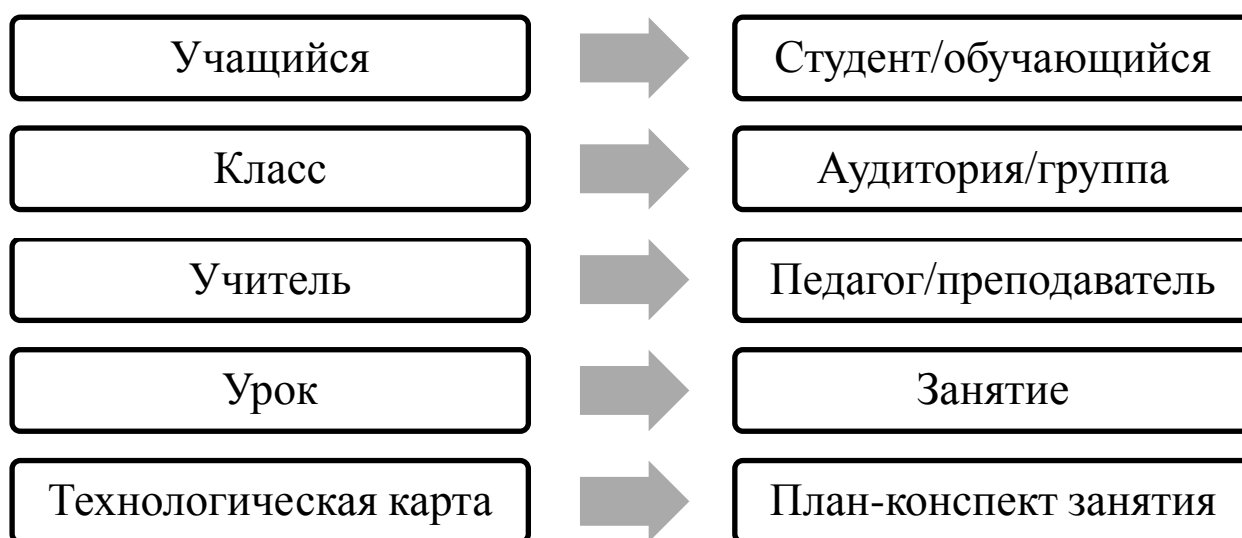 Учащийся
Студент/обучающийся
Класс
Аудитория/группа
Учитель
Педагог/преподаватель
Урок
Занятие
Технологическая карта
План-конспект занятия